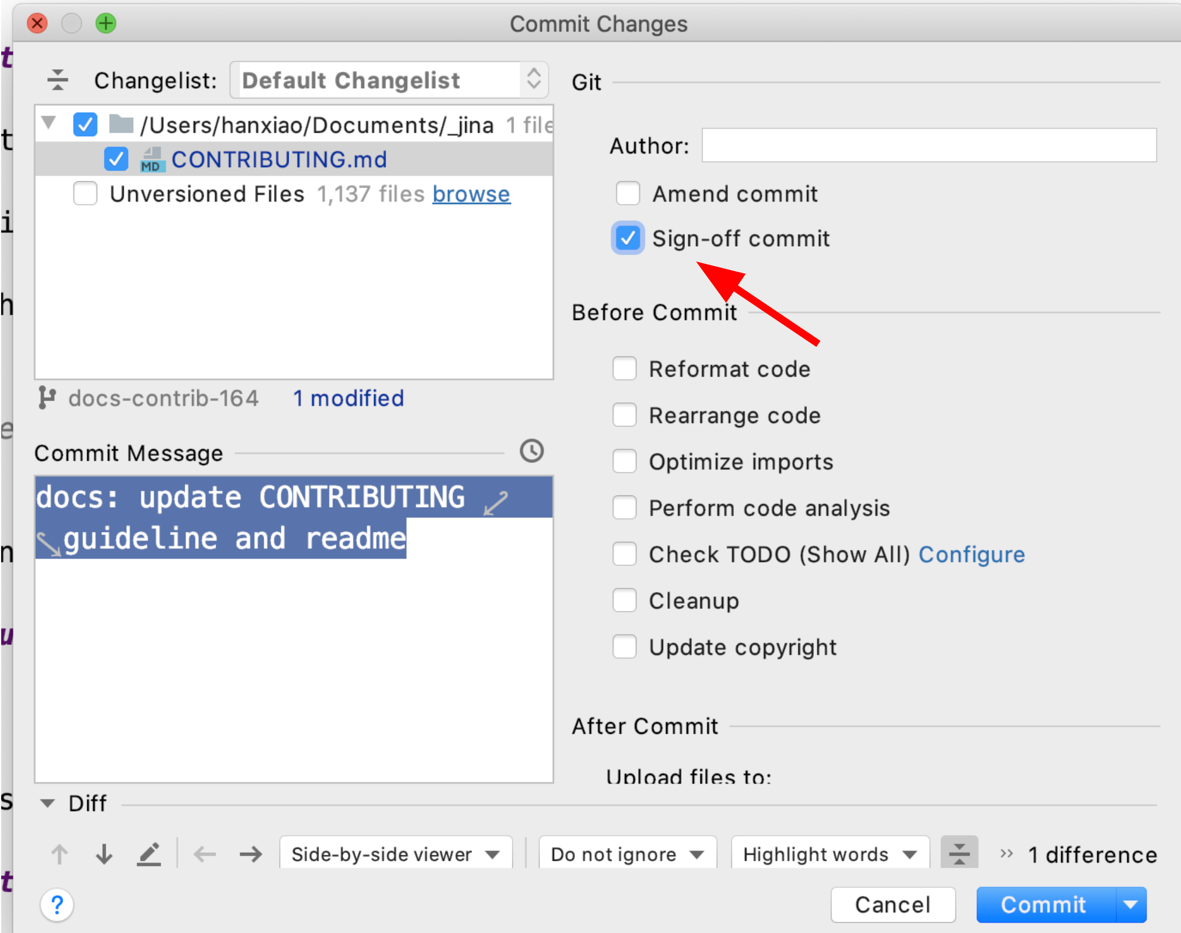 Commit Changes
Changelist: Default Changelist
/Users/hanxiao/Documents/_jina 1 file
MD CONTRIBUTING.md
Unversioned Files 1,137 files browse
docs-contrib-164 1 modified
Commit Message
docs: update CONTRIBUTING
guideline and readme
Git
Author:
Amend commit
Sign-off commit
Before Commit
Reformat code
Rearrange code
Optimize imports
Perform code analysis
Check TODO (Show All) Configure
Cleanup
Update copyright
After Commit
Upload files to:
Diff
Side-by-side viewer Do not ignore Highlight words 1 difference
? Cancel Commit